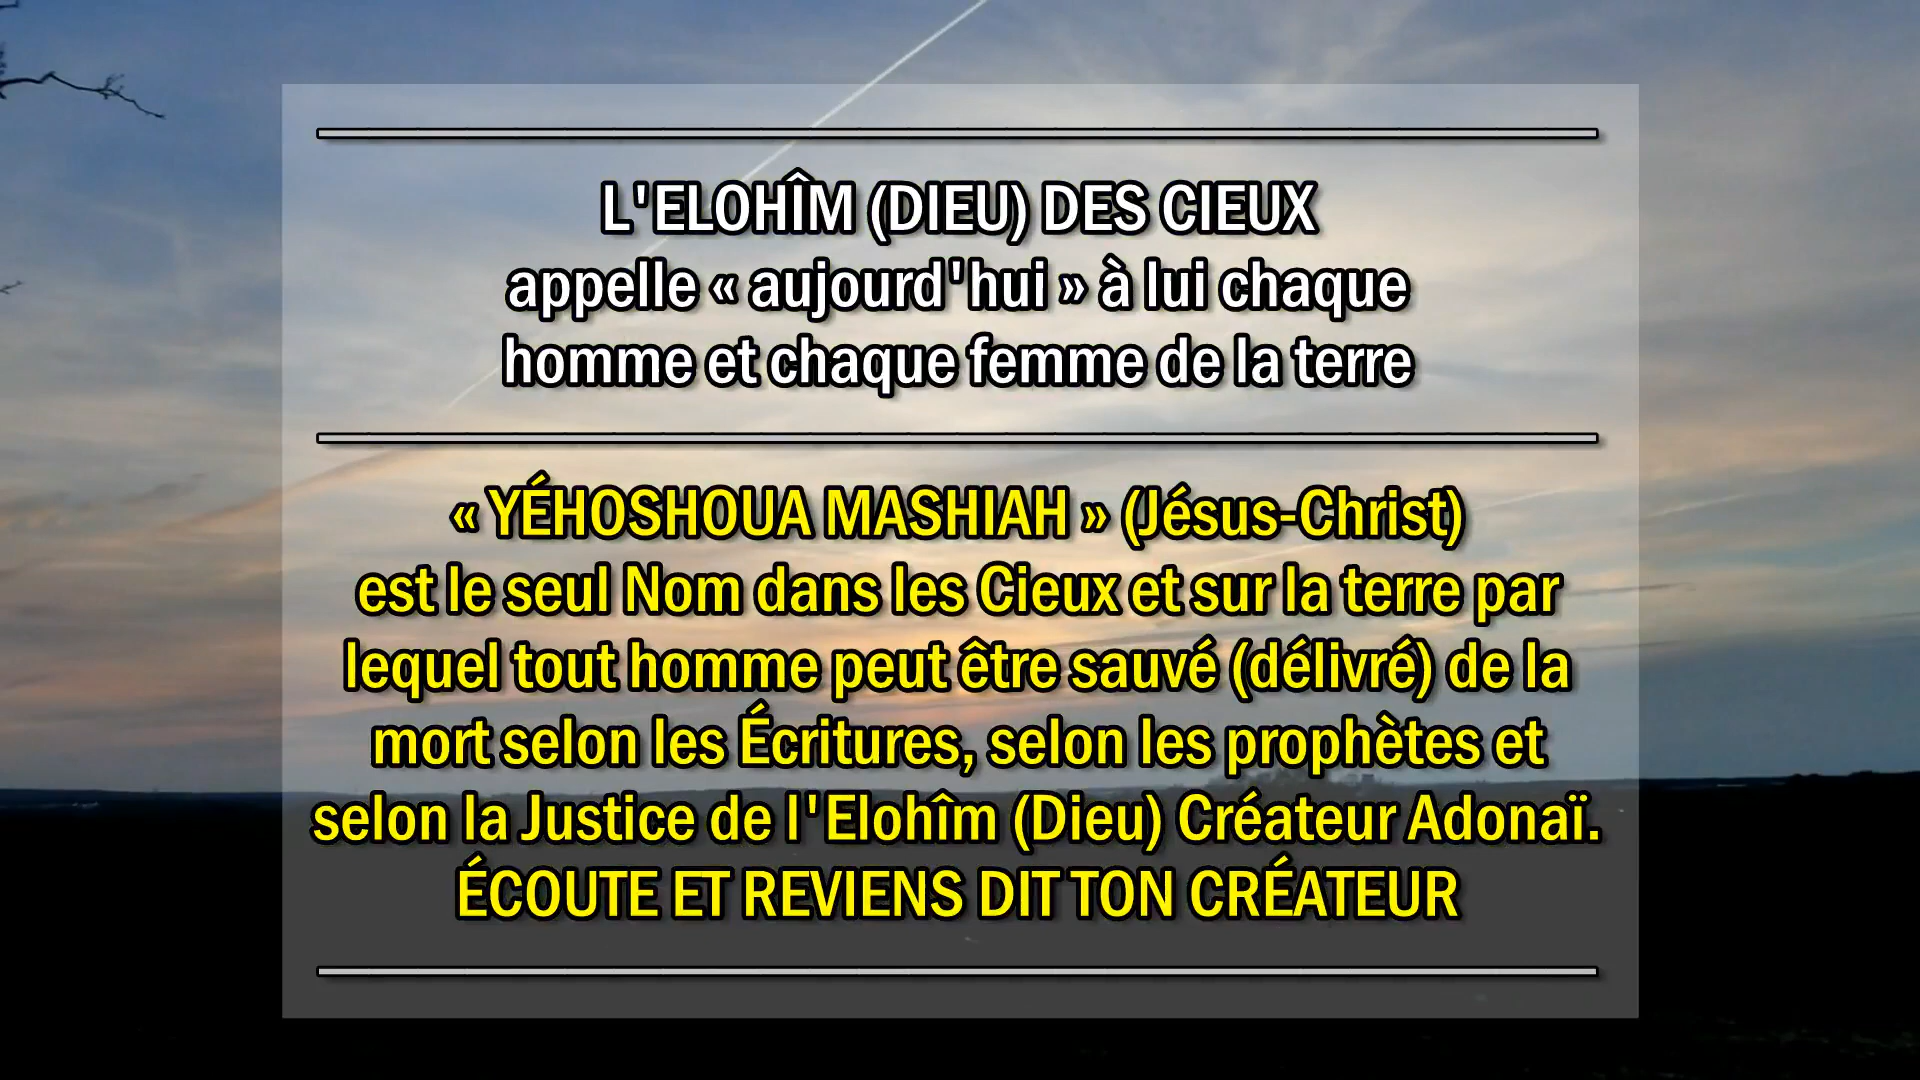 L'ELOHÎM (DIEU) DES CIEUX
appelle « aujourd'hui » à lui chaque
homme et chaque femme de la terre
« YÉHOSHOUA MASHIAH » (Jésus-Christ)
est le seul Nom dans les Cieux et sur la terre par
lequel tout homme peut être sauvé (délivré) de la
mort selon les Écritures, selon les prophètes et
selon la Justice de l'Elohîm (Dieu) Créateur Adonaï.
ÉCOUTE ET REVIENS DIT TON CRÉATEUR